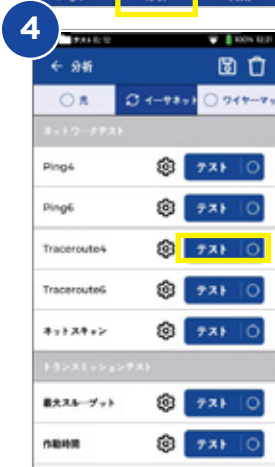 4
100% 12:21
← 分析
光 イーサネット ワイヤーマッ
ネットワークテスト
Ping4 テスト
Ping6 テスト
Traceroute4 テスト
Traceroute6 テスト
ネットスキャン テスト
トランスミッションテスト
最大スループット テスト
作動時間 テスト